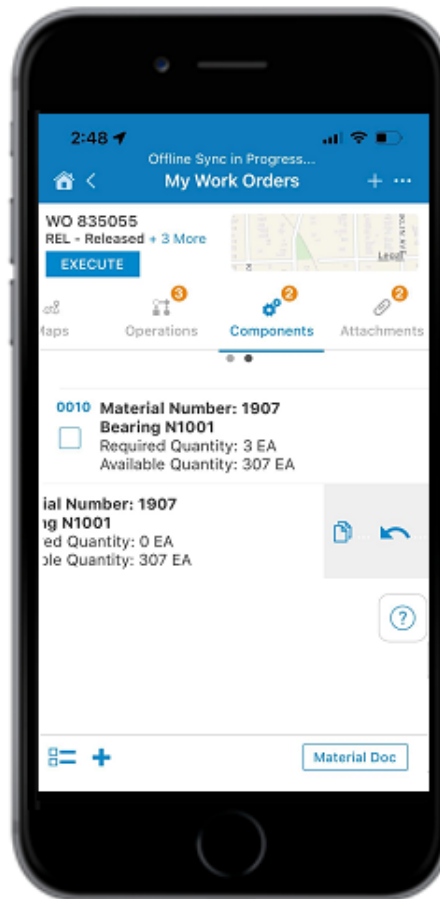 2:48
Offline Sync in Progress...
My Work Orders
WO 835055
REL - Released + 3 More
EXECUTE
Legal
laps
Operations
3
Components
2
Attachments
2
0010 Material Number: 1907
Bearing N1001
Required Quantity: 3 EA
Available Quantity: 307 EA
ial Number: 1907
ng N1001
ed Quantity: 0 EA
ole Quantity: 307 EA
?
Material Doc